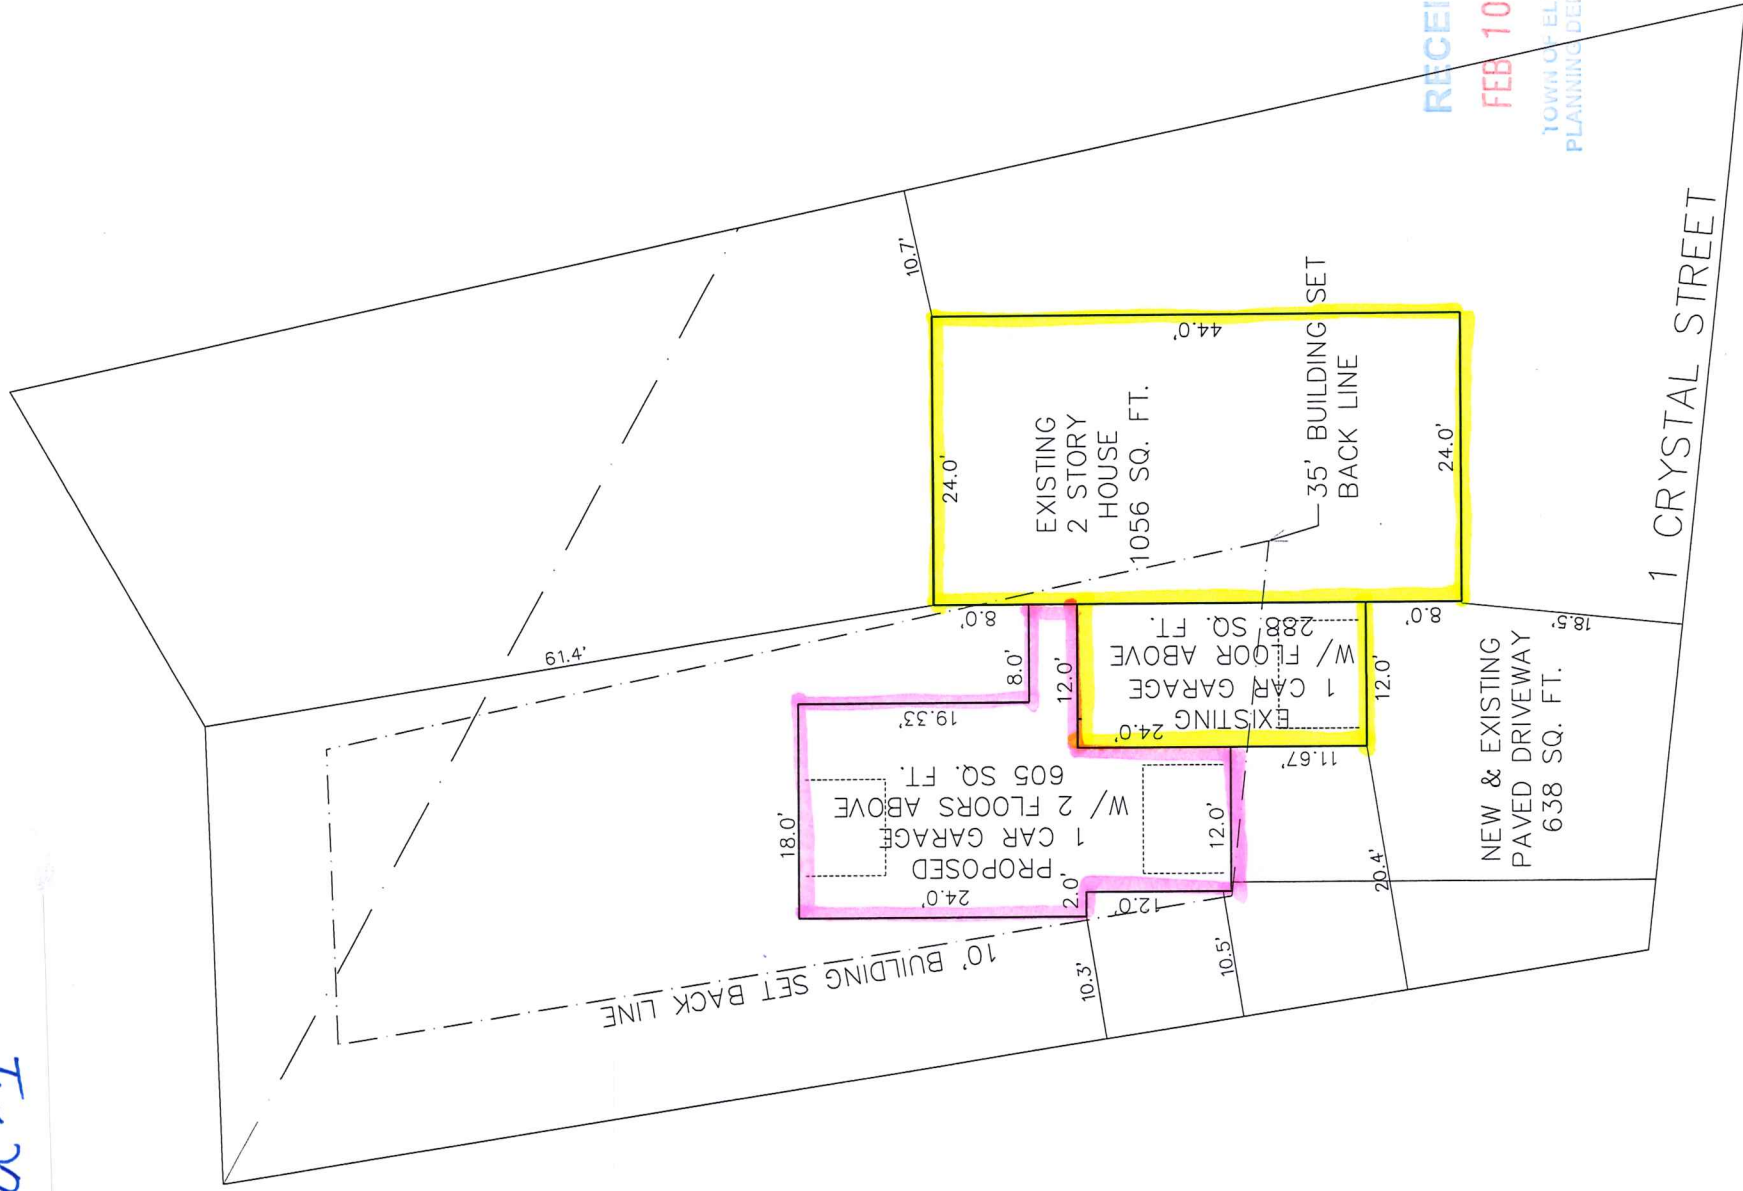 RECEI
FEB 10
TOWN OF EL
PLANNING DE
10.7'
44.0'
24.0'
EXISTING
2 STORY
HOUSE
1056 SQ. FT.
35' BUILDING SET
BACK LINE
24.0'
1 CRYSTAL STREET
8.0'
8.0'
18.5'
61.4'
8.0'
12.0'
EXISTING
1 CAR GARAGE
W/ FLOOR ABOVE
288 SQ. FT.
12.0'
24.0'
19.33'
11.67'
NEW & EXISTING
PAVED DRIVEWAY
638 SQ. FT.
18.0'
PROPOSED
1 CAR GARAGE
W/ 2 FLOORS ABOVE
605 SQ. FT.
12.0'
24.0'
2.0'
12.0'
20.4'
10' BUILDING SET BACK LINE
10.3'
10.5'